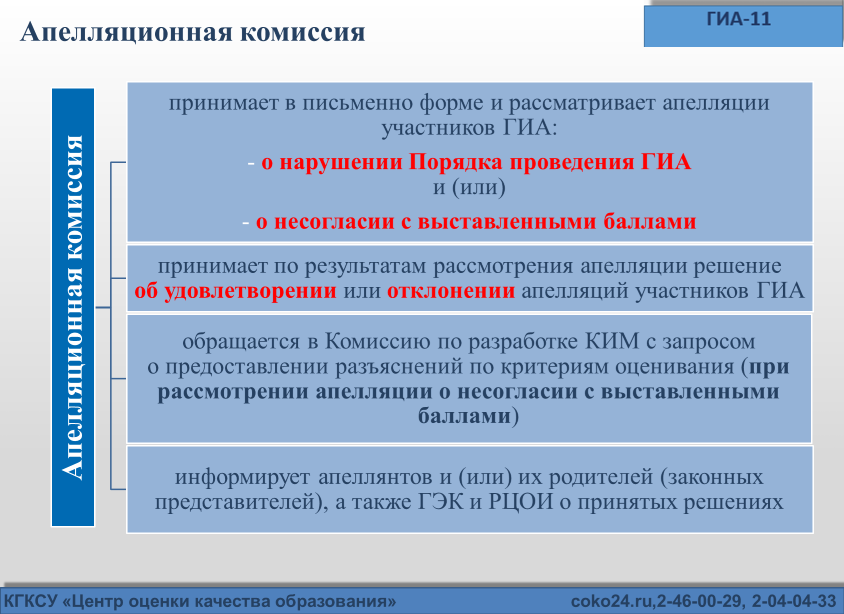 Апелляционная комиссия
ГИА-11
Апелляционная комиссия
принимает в письменно форме и рассматривает апелляции
участников ГИА:
- о нарушении Порядка проведения ГИА
и (или)
- о несогласии с выставленными баллами
принимает по результатам рассмотрения апелляции решение
об удовлетворении или отклонении апелляций участников ГИА
обращается в Комиссию по разработке КИМ с запросом
о предоставлении разъяснений по критериям оценивания (при
рассмотрении апелляции о несогласии с выставленными
баллами)
информирует апеллянтов и (или) их родителей (законных
представителей), а также ГЭК и РЦОИ о принятых решениях
КГКСУ «Центр оценки качества образования»
coko24.ru,2-46-00-29, 2-04-04-33